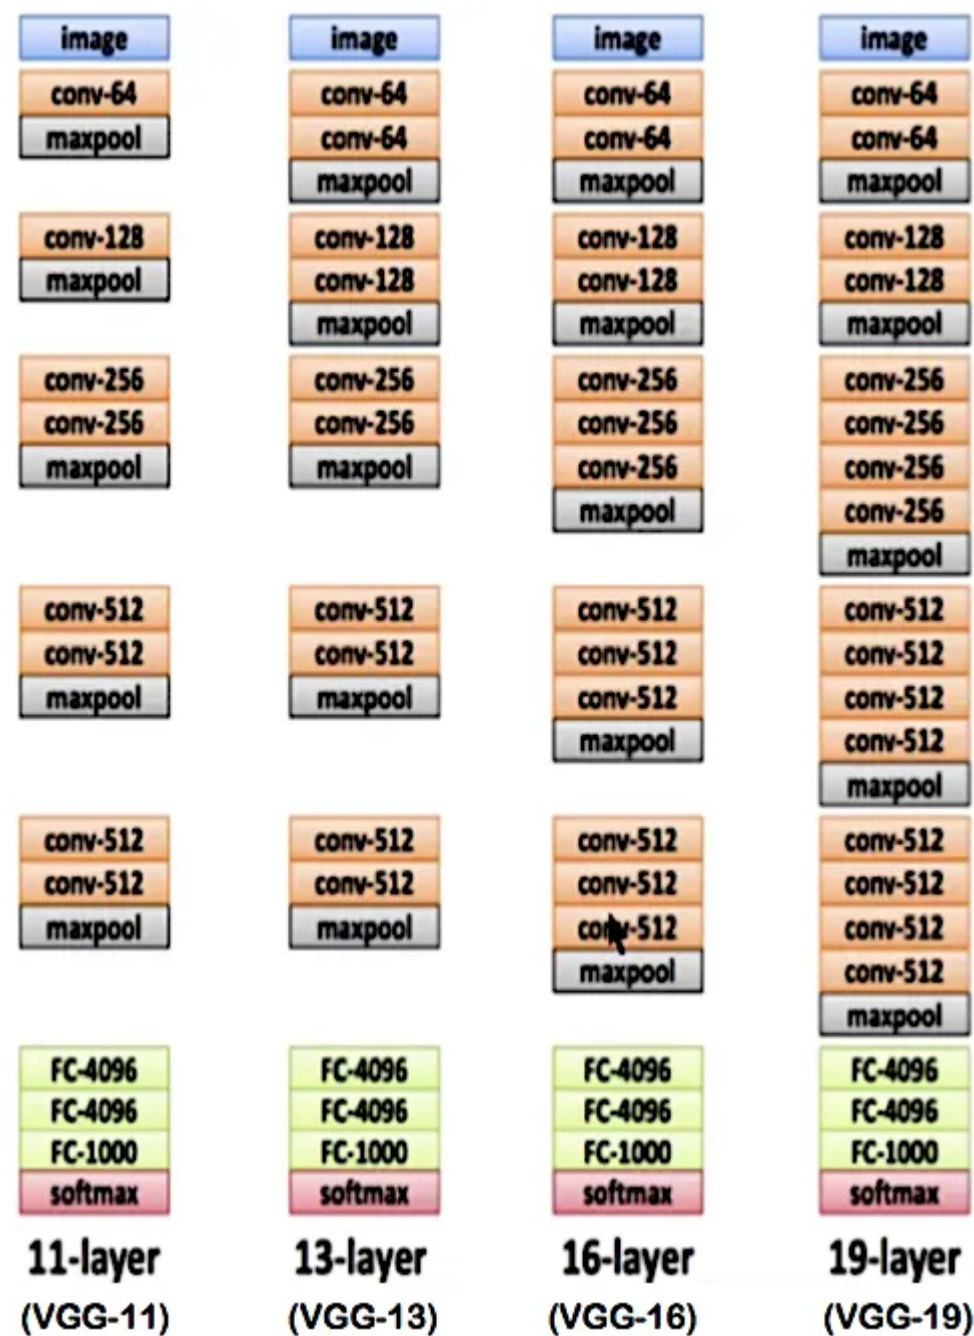 image
conv-64
maxpool
conv-128
maxpool
conv-256
conv-256
maxpool
conv-512
conv-512
maxpool
conv-512
conv-512
maxpool
FC-4096
FC-4096
FC-1000
softmax
11-layer
(VGG-11)
image
conv-64
conv-64
maxpool
conv-128
conv-128
maxpool
conv-256
conv-256
maxpool
conv-512
conv-512
maxpool
conv-512
conv-512
maxpool
FC-4096
FC-4096
FC-1000
softmax
13-layer
(VGG-13)
image
conv-64
conv-64
maxpool
conv-128
conv-128
maxpool
conv-256
conv-256
conv-256
maxpool
conv-512
conv-512
conv-512
maxpool
conv-512
conv-512
conv-512
maxpool
FC-4096
FC-4096
FC-1000
softmax
16-layer
(VGG-16)
image
conv-64
conv-64
maxpool
conv-128
conv-128
maxpool
conv-256
conv-256
conv-256
conv-256
maxpool
conv-512
conv-512
conv-512
conv-512
maxpool
conv-512
conv-512
conv-512
conv-512
maxpool
FC-4096
FC-4096
FC-1000
softmax
19-layer
(VGG-19)